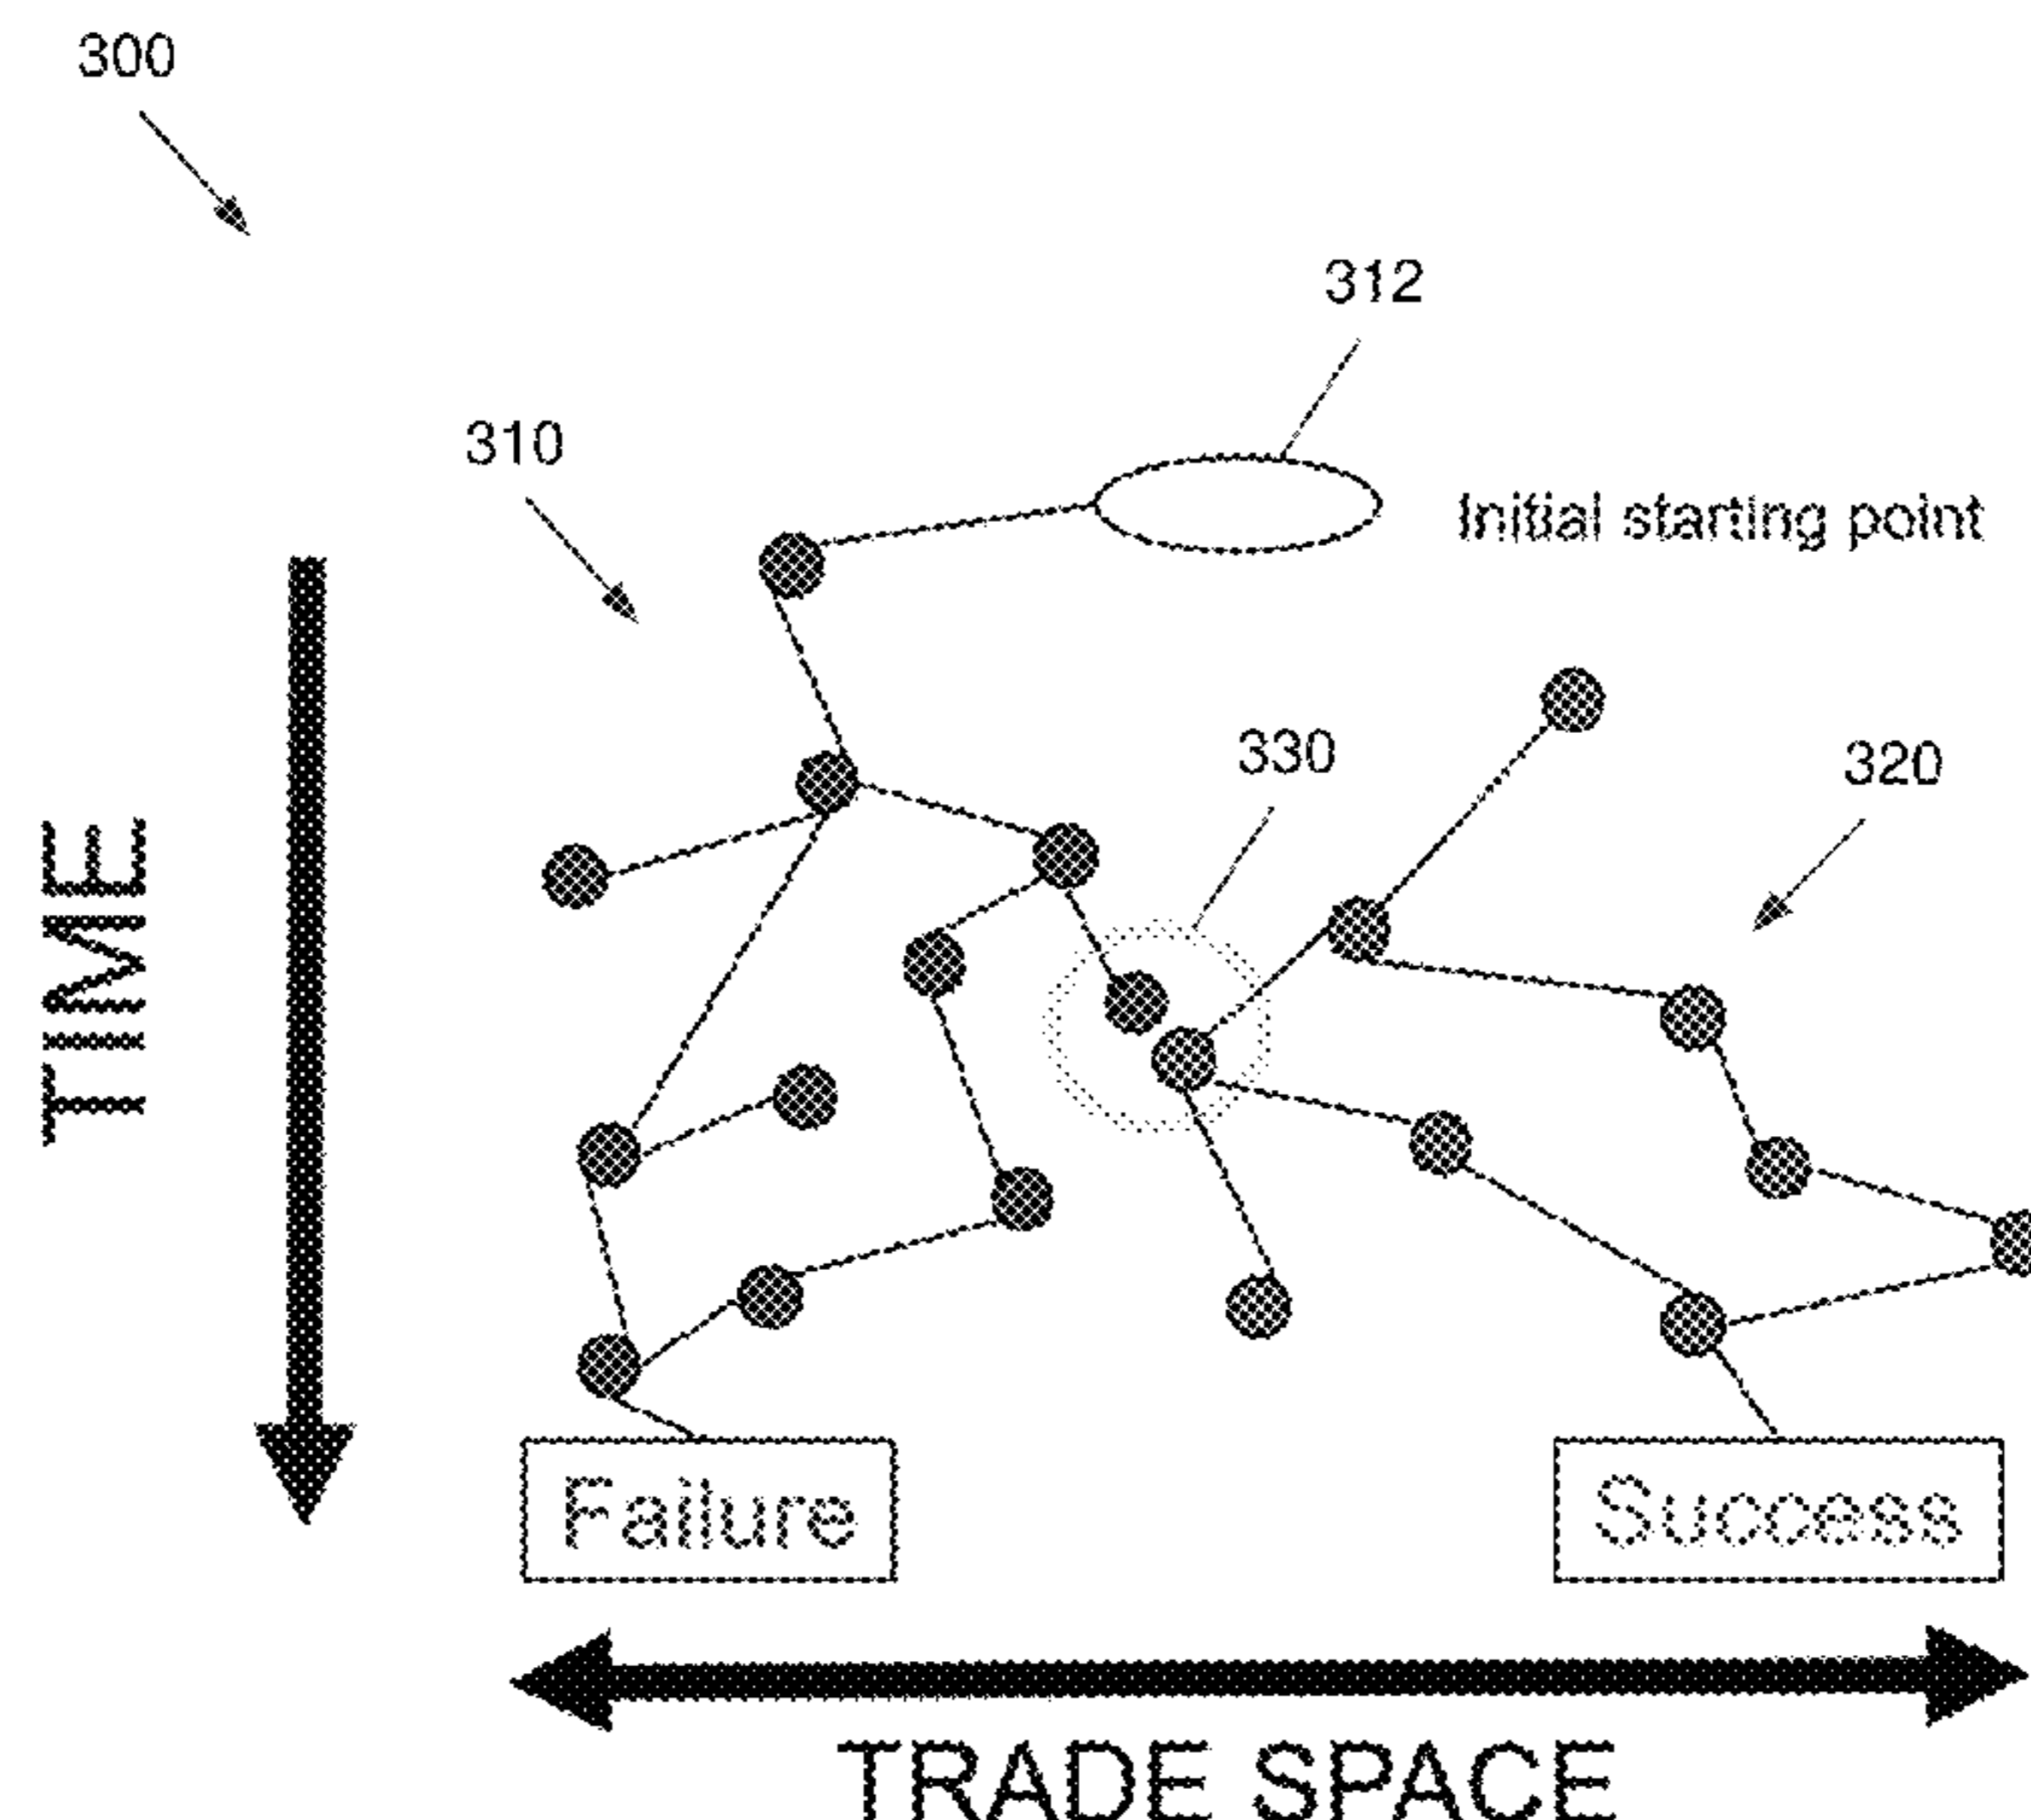 300
312
310
Initial starting point
330
320
TIME
Failure
Success
TRADE SPACE